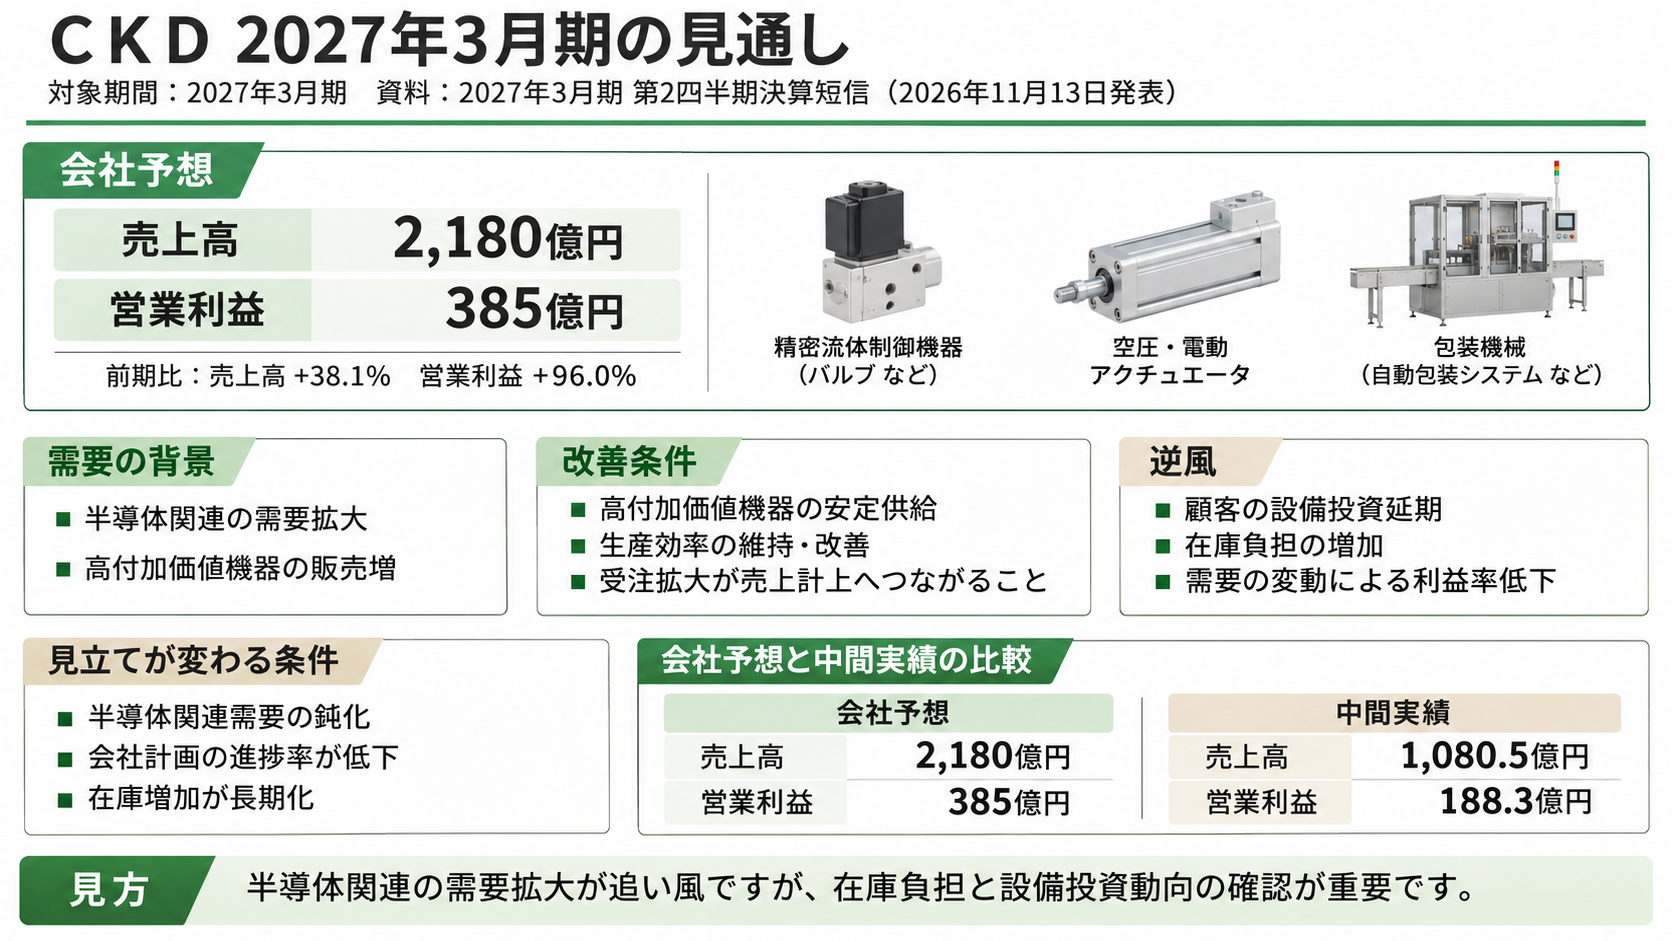 CKD 2027年3月期の見通し
対象期間：2027年3月期　資料：2027年3月期 第2四半期決算短信（2026年11月13日発表）
会社予想
売上高 2,180億円
営業利益 385億円
前期比：売上高 +38.1%　営業利益 +96.0%
精密流体制御機器
（バルブ など）
空圧・電動
アクチュエータ
包装機械
（自動包装システム など）
需要の背景
■ 半導体関連の需要拡大
■ 高付加価値機器の販売増
改善条件
■ 高付加価値機器の安定供給
■ 生産効率の維持・改善
■ 受注拡大が売上計上へつながること
逆風
■ 顧客の設備投資延期
■ 在庫負担の増加
■ 需要の変動による利益率低下
見立てが変わる条件
■ 半導体関連需要の鈍化
■ 会社計画の進捗率が低下
■ 在庫増加が長期化
会社予想と中間実績の比較
会社予想
売上高 2,180億円
営業利益 385億円
中間実績
売上高 1,080.5億円
営業利益 188.3億円
見方
半導体関連の需要拡大が追い風ですが、在庫負担と設備投資動向の確認が重要です。